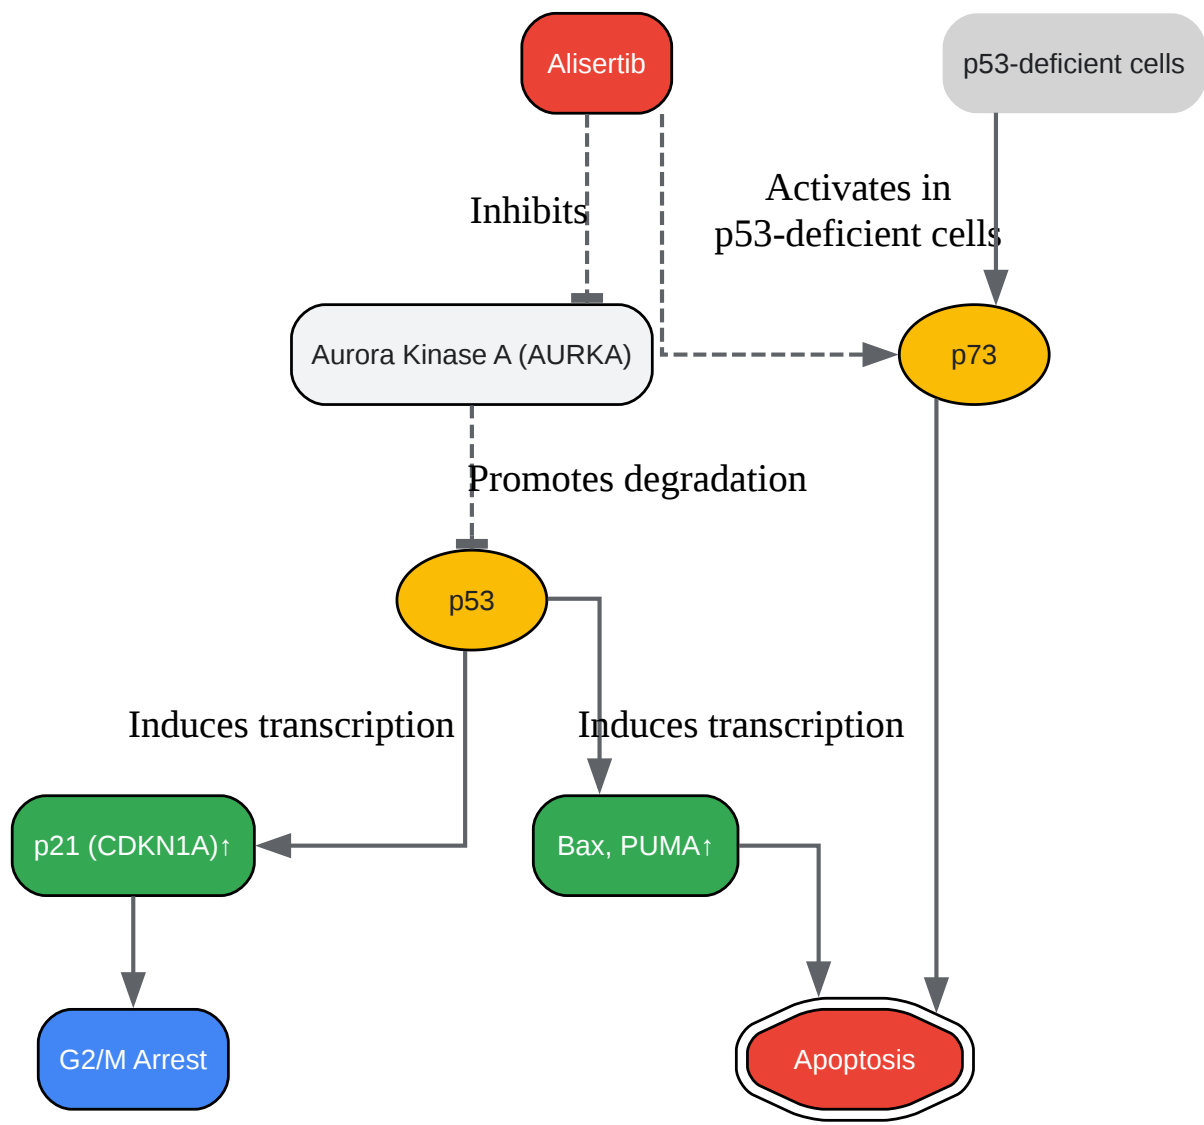 Alisertib
p53-deficient cells
Inhibits
Activates in
p53-deficient cells
Aurora Kinase A (AURKA)
p73
Promotes degradation
p53
Induces transcription
Induces transcription
p21 (CDKN1A)↑
Bax, PUMA↑
G2/M Arrest
Apoptosis